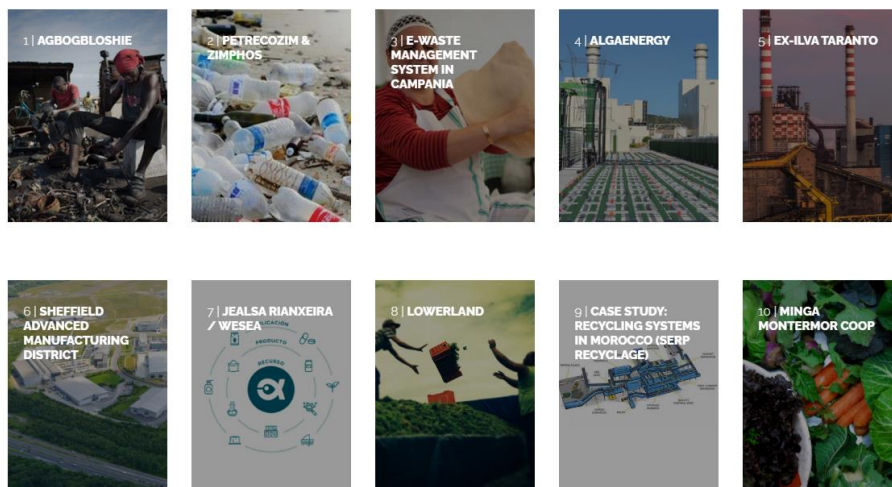 1 | AGBOGBLOSHIE
2 | PETRECOZIM &
ZIMPHOS
3 | E-WASTE
MANAGEMENT
SYSTEM IN
CAMPANIA
4 | ALGAENERGY
5 | EX-ILVA TARANTO
6 | SHEFFIELD
ADVANCED
MANUFACTURING
DISTRICT
7 | JEALSA RIANXEIRA
/ WESEA
PRODUCTO
RECURSO
8 | LOWERLAND
9 | CASE STUDY:
RECYCLING SYSTEMS
IN MOROCCO (SERP
RECYCLAGE)
10 | MINGA
MONTERMOR COOP